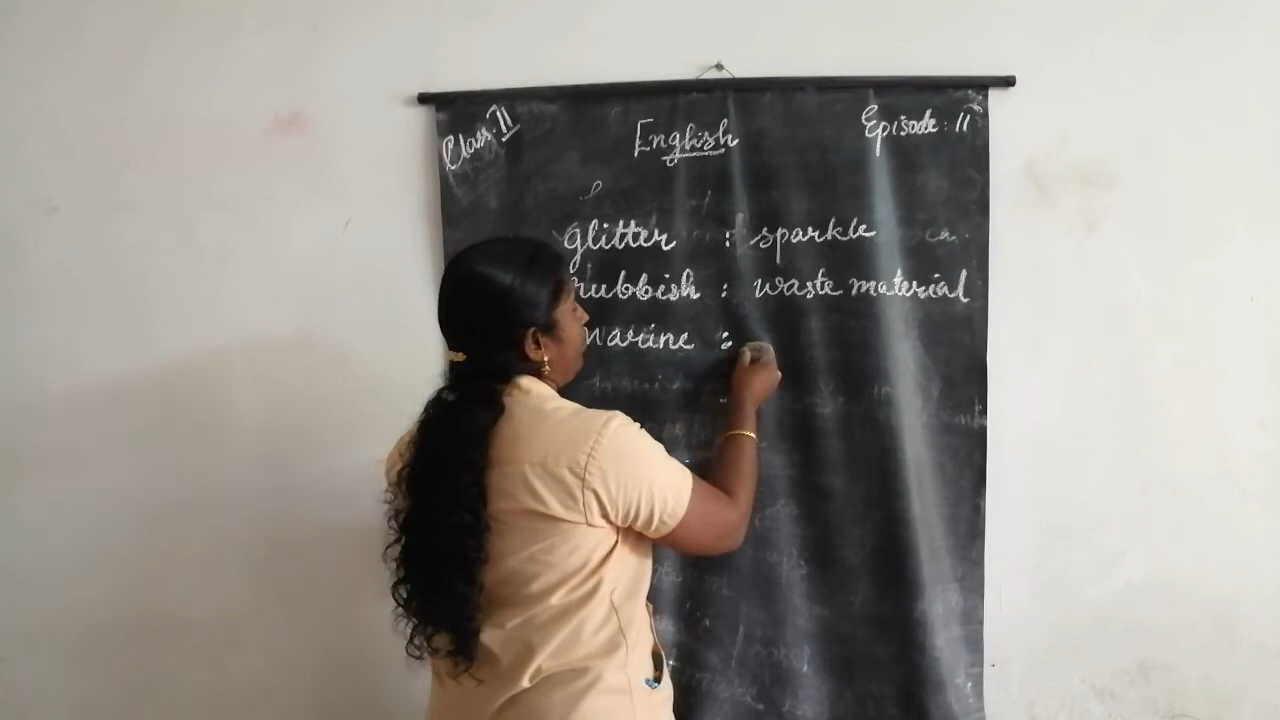 Class: II
English
Episode: 11
glitter : sparkle
rubbish : waste material
marine :